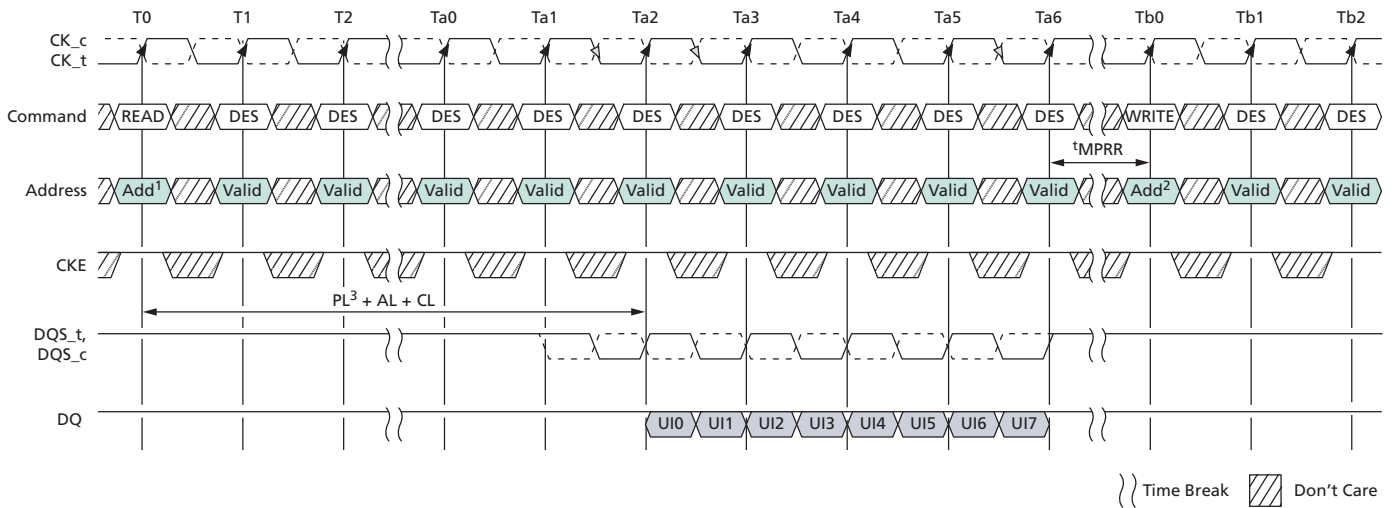 T0 T1 T2 Ta0 Ta1 Ta2 Ta3 Ta4 Ta5 Ta6 Tb0 Tb1 Tb2
CK_c
CK_t
Command READ DES DES DES DES DES DES DES DES DES WRITE DES DES
tMPRR
Address Add1 Valid Valid Valid Valid Valid Valid Valid Valid Valid Add2 Valid Valid
CKE
PL3 + AL + CL
DQS_t,
DQS_c
DQ UI0 UI1 UI2 UI3 UI4 UI5 UI6 UI7
Time Break Don't Care